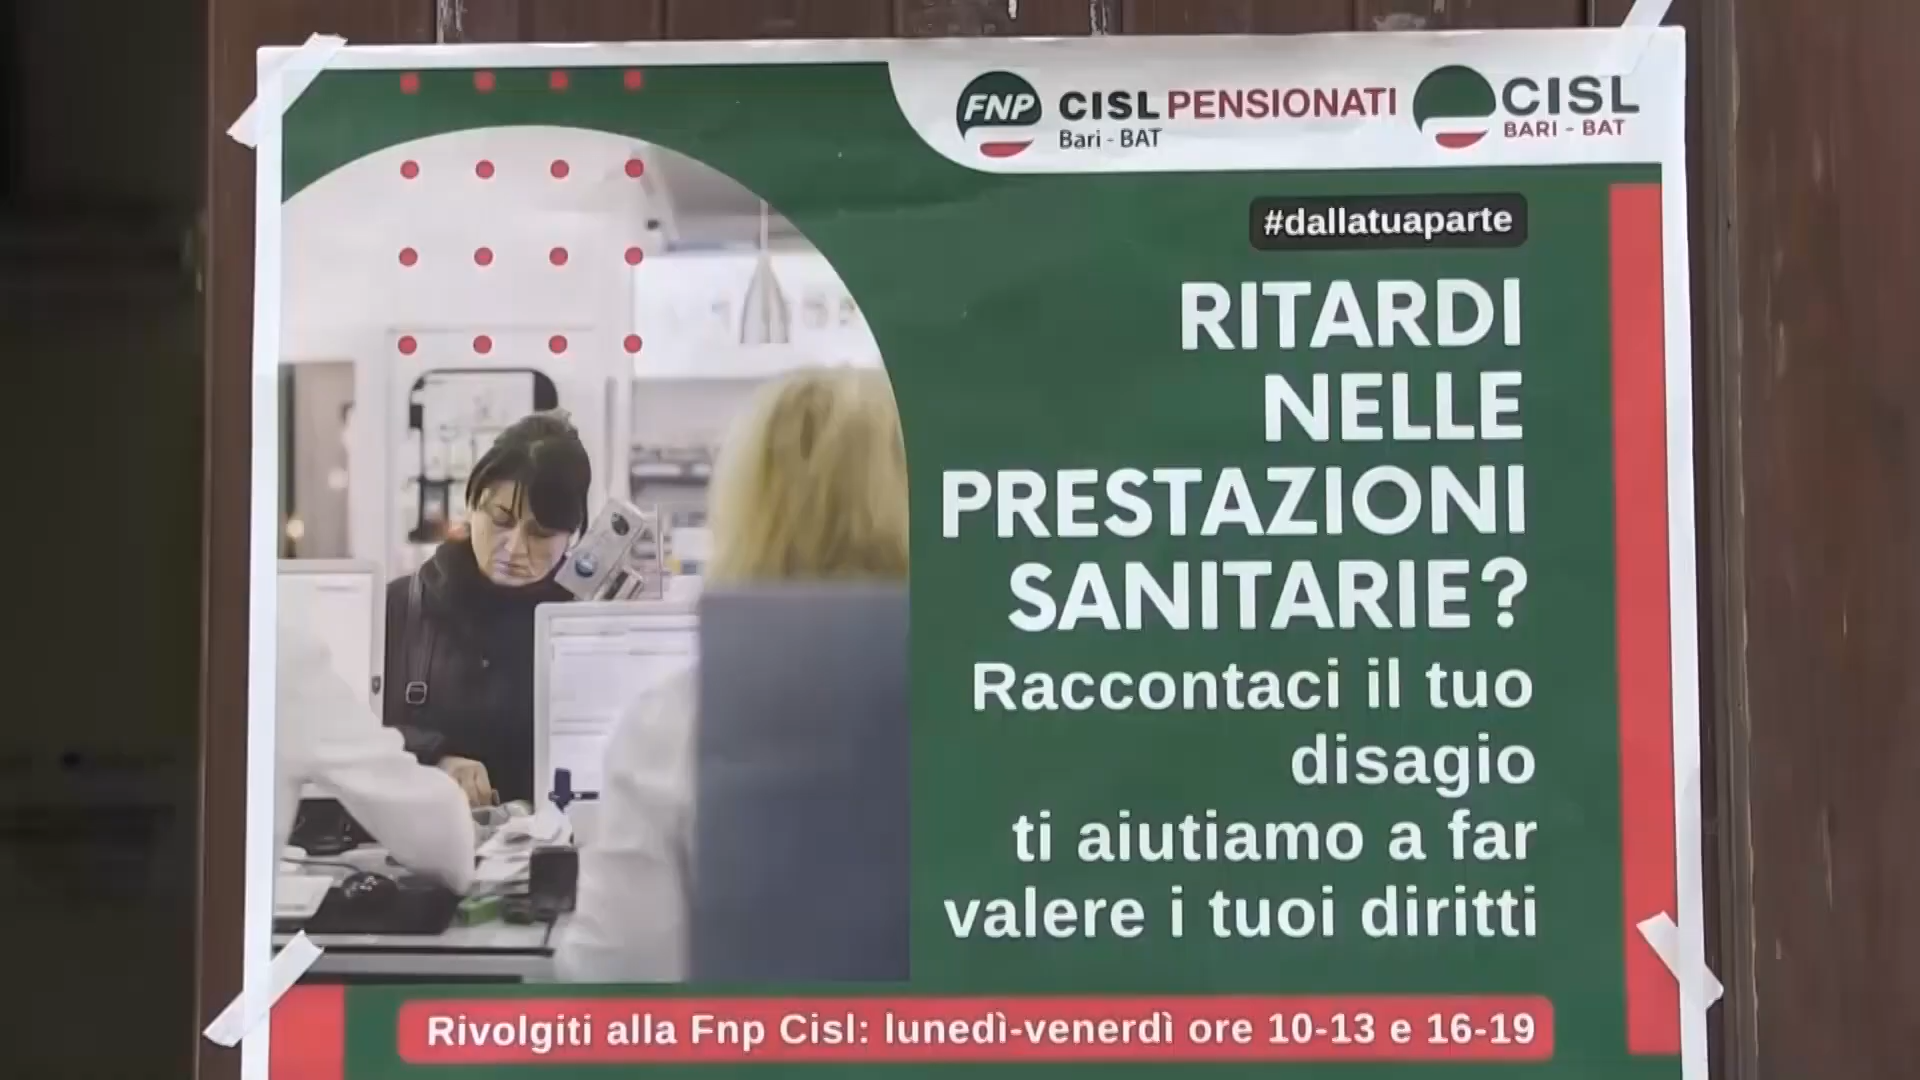 FNP CISL PENSIONATI
Bari - BAT
CISL
BARI - BAT
#dallatuaparte
RITARDI
NELLE
PRESTAZIONI
SANITARIE?
Raccontaci il tuo
disagio
ti aiutiamo a far
valere i tuoi diritti
Rivolgiti alla Fnp Cisl: lunedì-venerdì ore 10-13 e 16-19